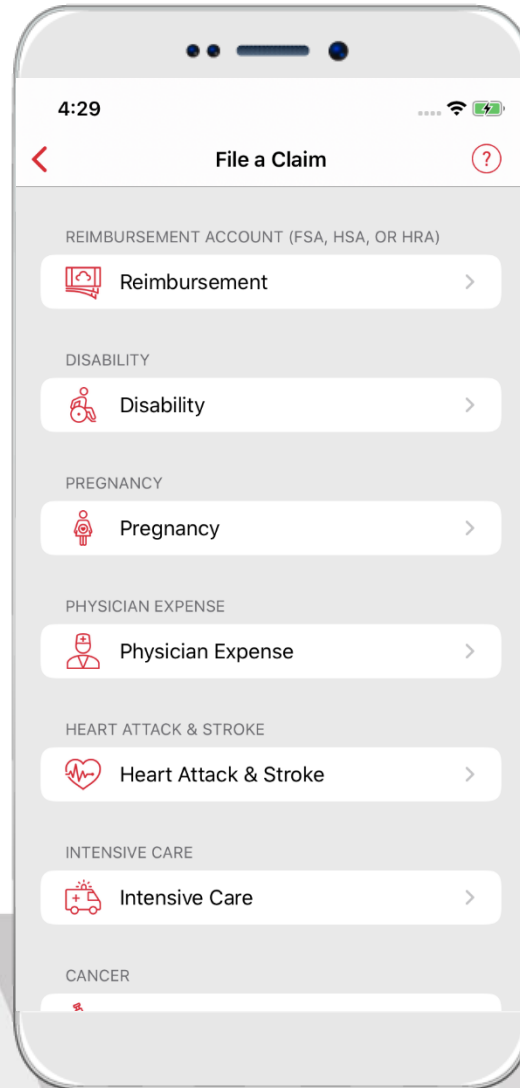 4:29
File a Claim
?
REIMBURSEMENT ACCOUNT (FSA, HSA, OR HRA)
Reimbursement
DISABILITY
Disability
PREGNANCY
Pregnancy
PHYSICIAN EXPENSE
Physician Expense
HEART ATTACK & STROKE
Heart Attack & Stroke
INTENSIVE CARE
Intensive Care
CANCER